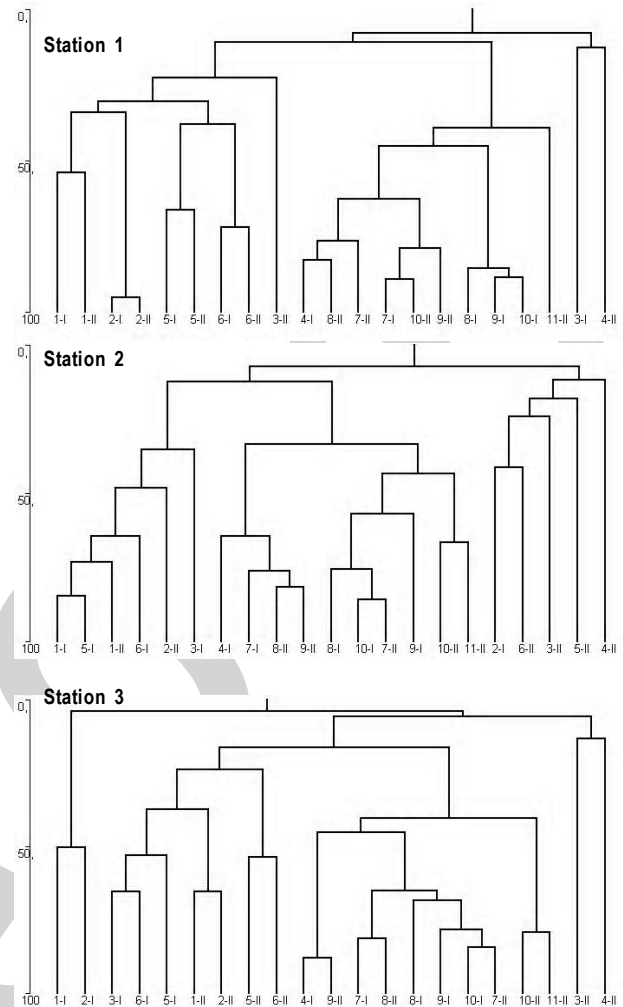 0,
Station 1
50,
100 1-I 1-II 2-I 2-II 5-I 5-II 6-I 6-II 3-II 4-I 8-II 7-I 10-II 9-II 8-I 9-I 10-I 11-II 3-I 4-II
0,
Station 2
50,
100 1-I 5-I 1-II 6-I 2-II 3-I 4-I 7-I 8-II 9-II 8-I 10-I 7-II 9-I 10-II 11-II 2-I 6-II 3-II 5-II 4-II
0,
Station 3
50,
100 1-I 2-I 3-I 6-I 5-I 1-II 2-II 5-II 6-II 4-I 9-II 7-I 8-II 8-I 9-I 10-I 7-II 10-II 11-II 3-II 4-II